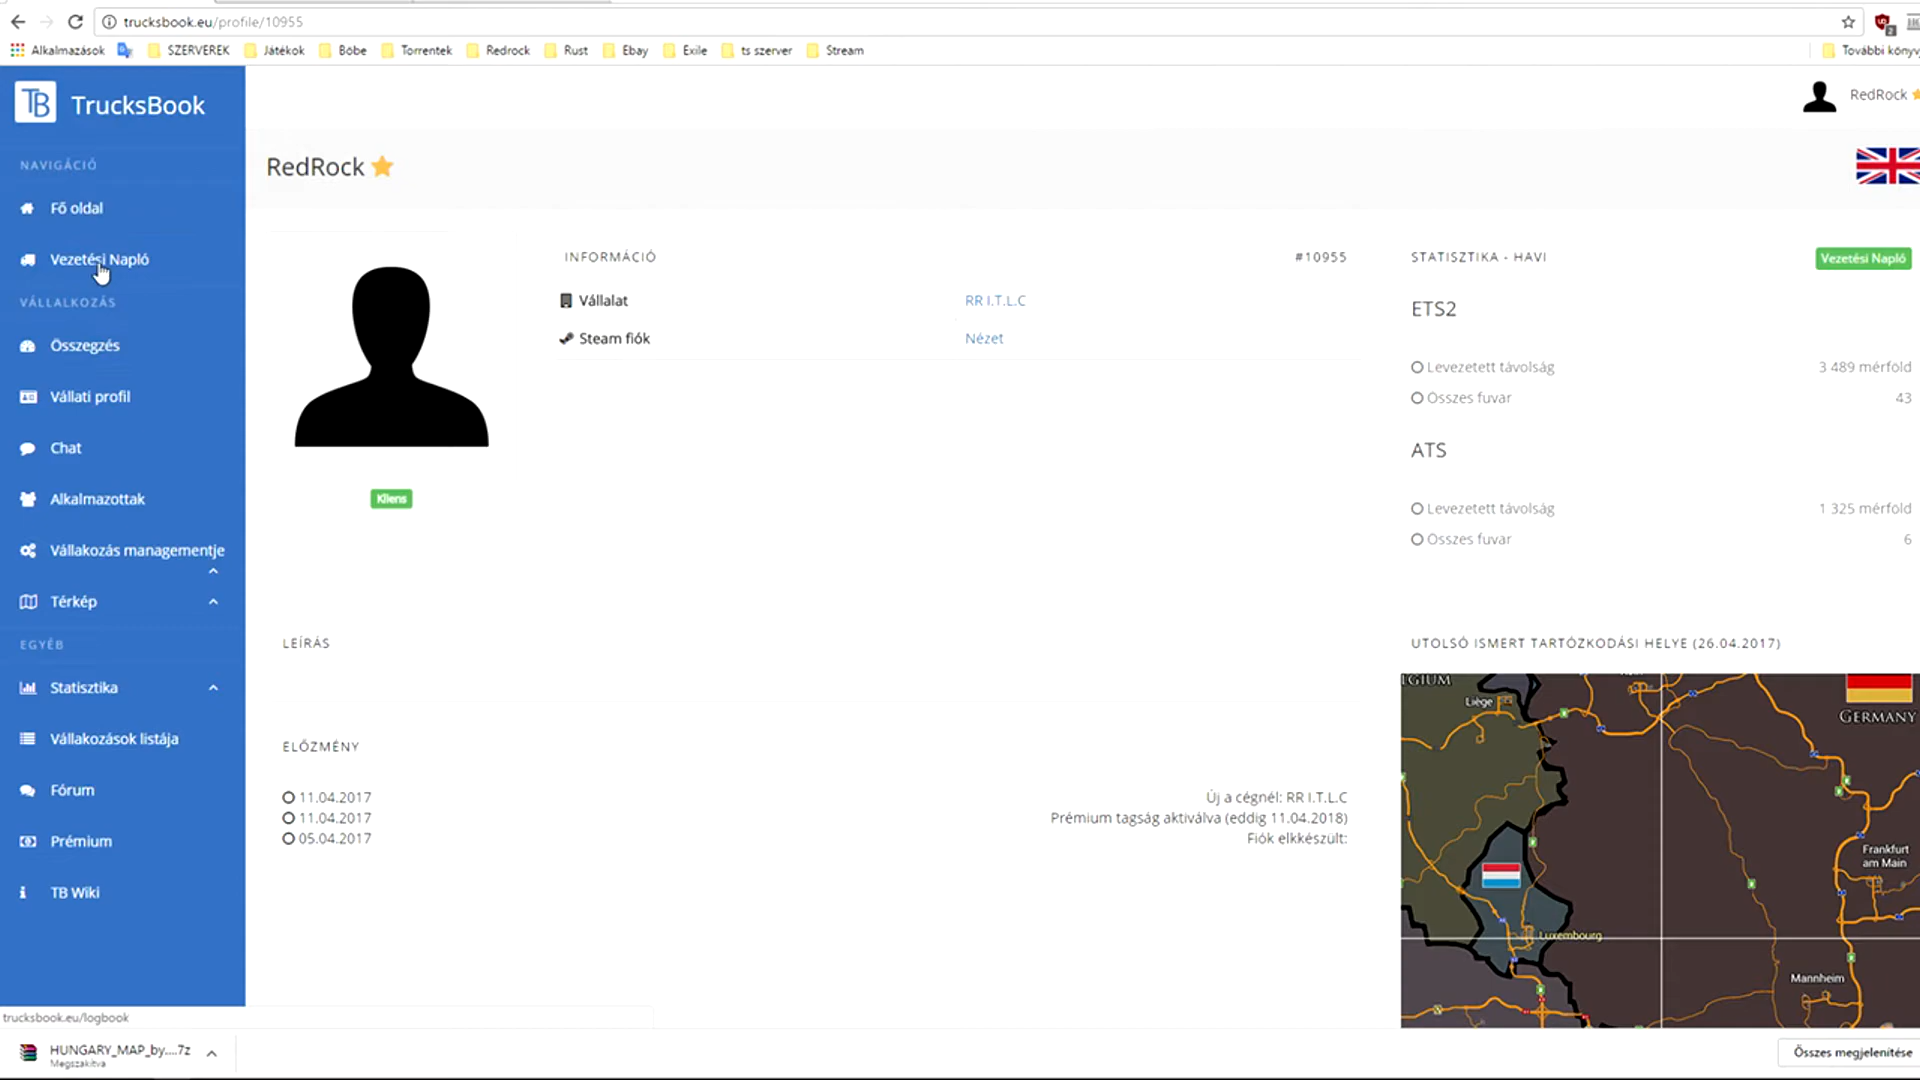 trucksbook.eu/profile/10955
Alkalmazások
SZERVEREK
Játékok
Bobe
Torrentek
Redrock
Rust
Ebay
Exile
ts szerver
Stream
További könyv
TB TrucksBook
RedRock
NAVIGÁCIÓ
Fő oldal
Vezetési Napló
VÁLLALKOZÁS
Összegzés
Vállati profil
Chat
Alkalmazottak
Vállakozás managementje
Térkép
EGYÉB
Statisztika
Vállakozások listája
Fórum
Prémium
TB Wiki
RedRock
Kliens
INFORMÁCIÓ #10955
Vállalat RR I.T.L.C
Steam fiók Nézet
STATISZTIKA - HAVI Vezetési Napló
ETS2
Levezetett távolság 3 489 mérföld
Összes fuvar 43
ATS
Levezetett távolság 1 325 mérföld
Összes fuvar 6
LEÍRÁS
ELŐZMÉNY
11.04.2017 Új a cégnél: RR I.T.L.C
11.04.2017 Prémium tagság aktiválva (eddig 11.04.2018)
05.04.2017 Fiók elkkészült:
UTOLSÓ ISMERT TARTÓZKODÁSI HELYE (26.04.2017)
LGIUM
Liège
GERMANY
Frankfurt
am Main
Luxembourg
Mannheim
trucksbook.eu/logbook
HUNGARY_MAP_by....7z
Megszakítva
Összes megjelenítése